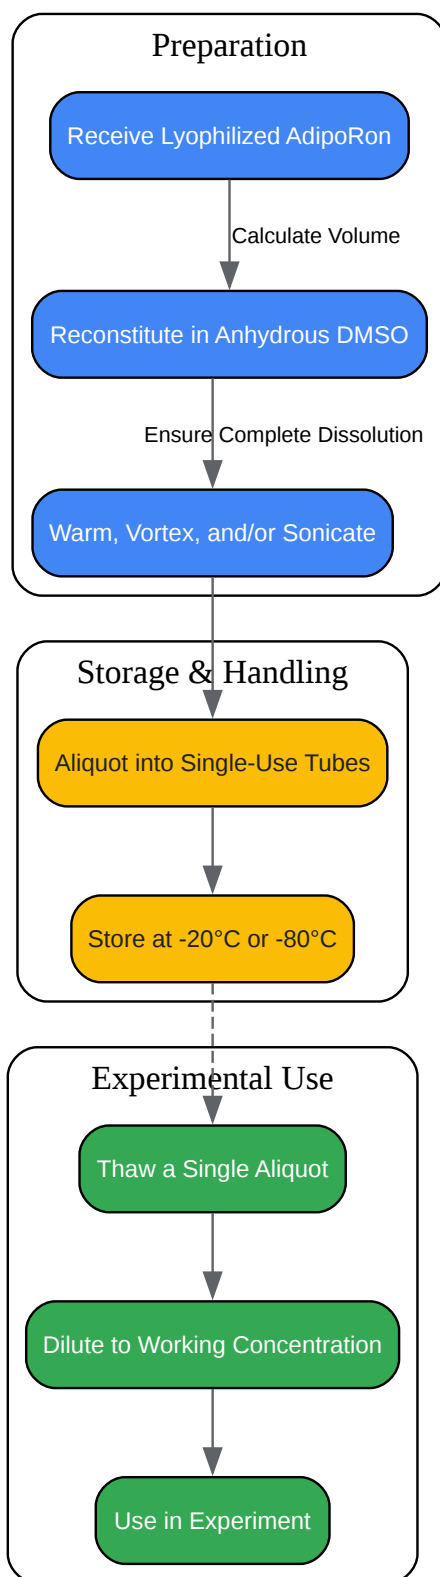 Preparation
Receive Lyophilized AdipoRon
Calculate Volume
Reconstitute in Anhydrous DMSO
Ensure Complete Dissolution
Warm, Vortex, and/or Sonicate
Storage & Handling
Aliquot into Single-Use Tubes
Store at -20°C or -80°C
Experimental Use
Thaw a Single Aliquot
Dilute to Working Concentration
Use in Experiment